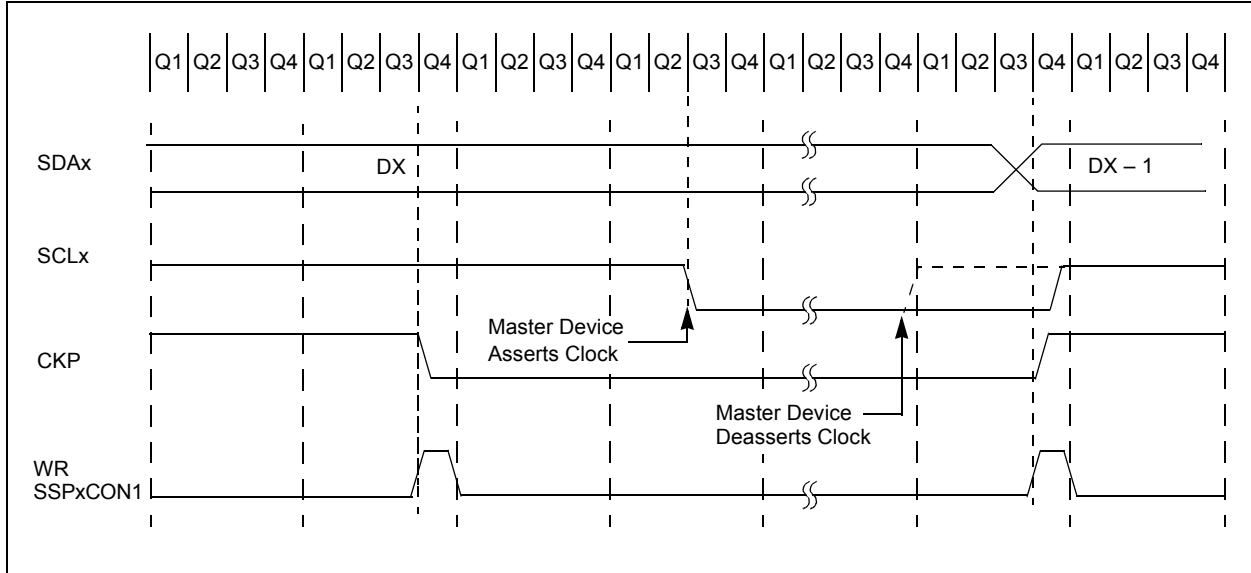 Q1 Q2 Q3 Q4 Q1 Q2 Q3 Q4 Q1 Q2 Q3 Q4 Q1 Q2 Q3 Q4 Q1 Q2 Q3 Q4 Q1 Q2 Q3 Q4 Q1 Q2 Q3 Q4
SDAx
DX
DX – 1
SCLx
Master Device
Asserts Clock
CKP
Master Device
Deasserts Clock
WR
SSPxCON1